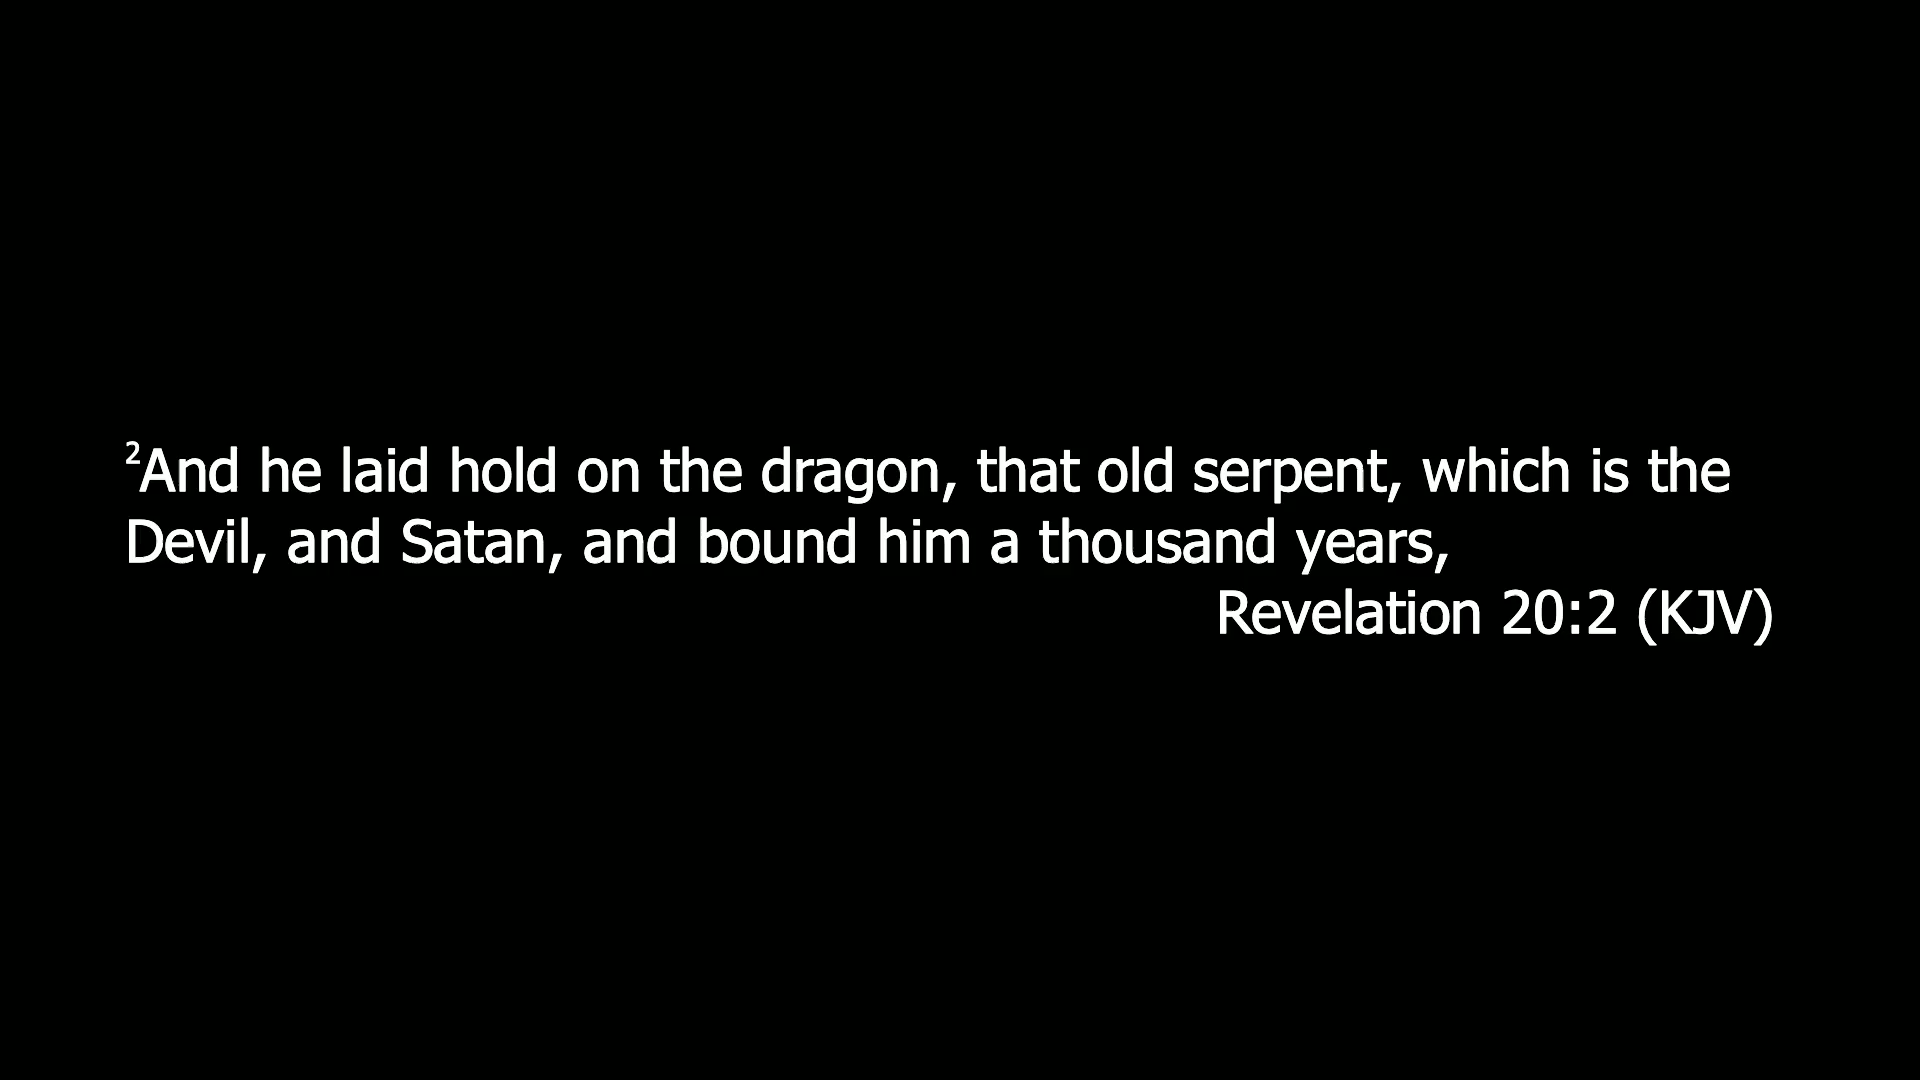 ²And he laid hold on the dragon, that old serpent, which is the
Devil, and Satan, and bound him a thousand years,
Revelation 20:2 (KJV)